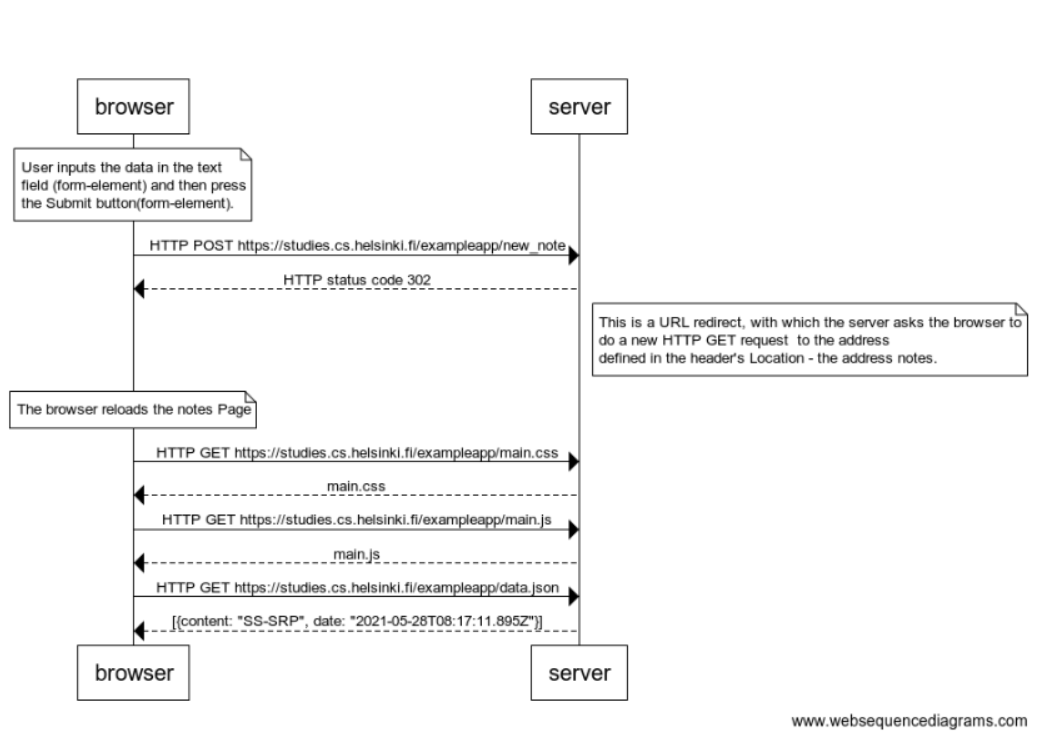 browser
server
User inputs the data in the text
field (form-element) and then press
the Submit button(form-element).
HTTP POST https://studies.cs.helsinki.fi/exampleapp/new_note
HTTP status code 302
This is a URL redirect, with which the server asks the browser to
do a new HTTP GET request  to the address
defined in the header's Location - the address notes.
The browser reloads the notes Page
HTTP GET https://studies.cs.helsinki.fi/exampleapp/main.css
main.css
HTTP GET https://studies.cs.helsinki.fi/exampleapp/main.js
main.js
HTTP GET https://studies.cs.helsinki.fi/exampleapp/data.json
[{content: "SS-SRP", date: "2021-05-28T08:17:11.895Z"}]
browser
server
www.websequencediagrams.com